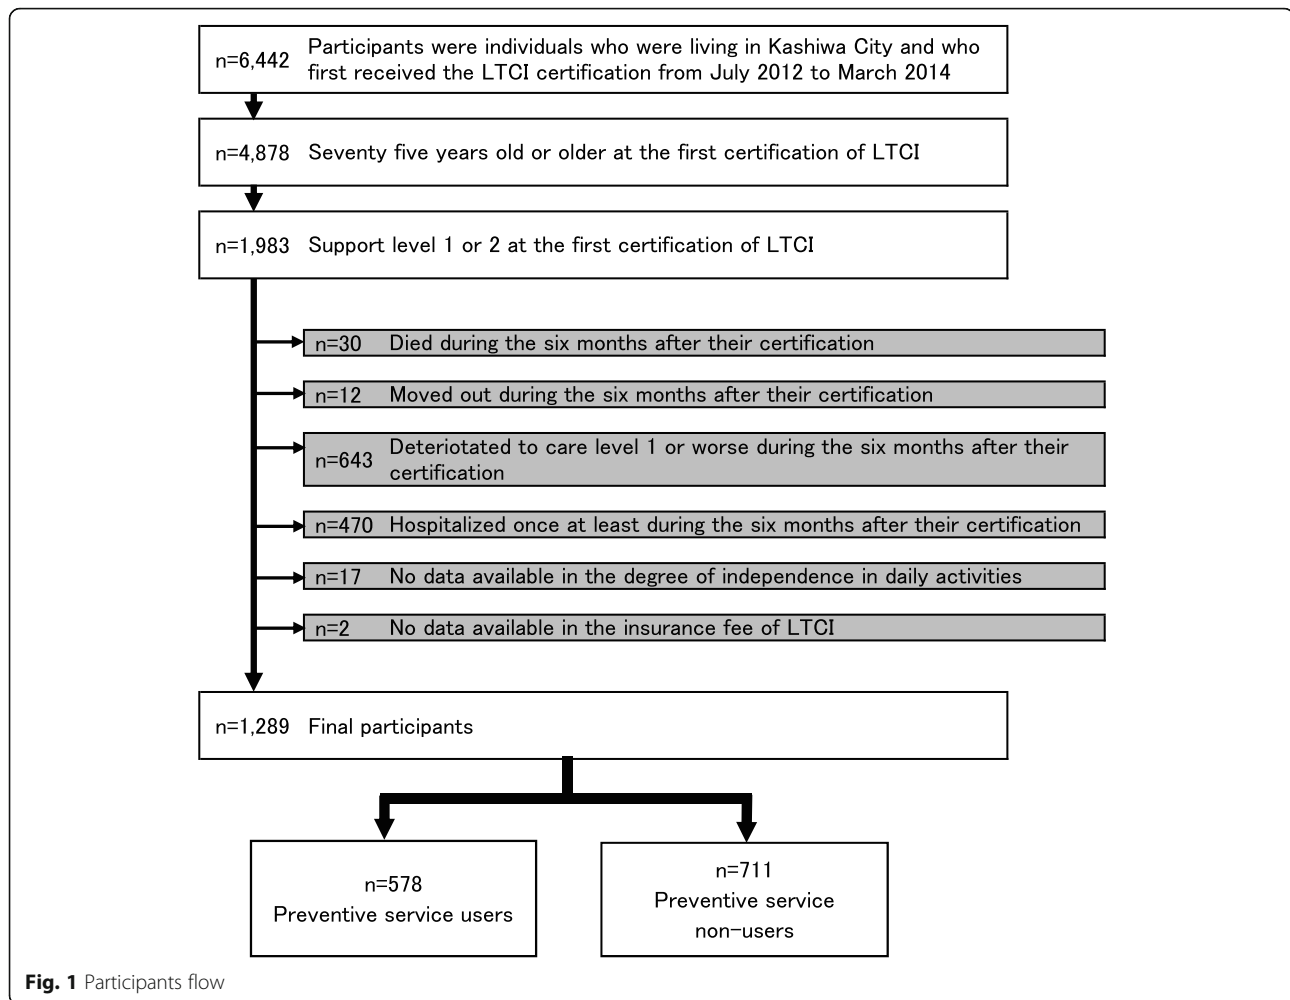 n=6,442 Participants were individuals who were living in Kashiwa City and who
first received the LTCI certification from July 2012 to March 2014
n=4,878 Seventy five years old or older at the first certification of LTCI
n=1,983 Support level 1 or 2 at the first certification of LTCI
n=30 Died during the six months after their certification
n=12 Moved out during the six months after their certification
n=643 Deteriotated to care level 1 or worse during the six months after their
certification
n=470 Hospitalized once at least during the six months after their certification
n=17 No data available in the degree of independence in daily activities
n=2 No data available in the insurance fee of LTCI
n=1,289 Final participants
n=578
Preventive service users
n=711
Preventive service
non-users
Fig. 1 Participants flow